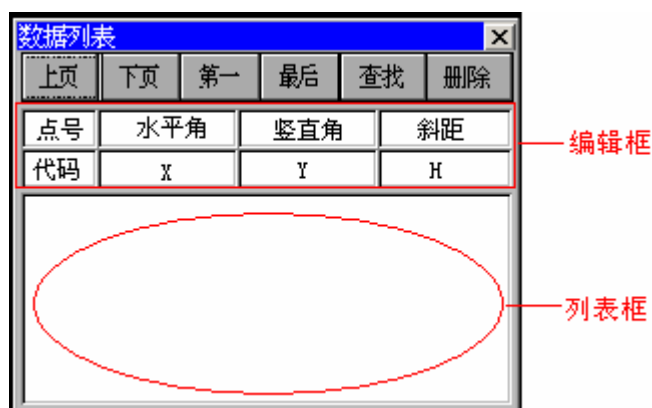 数据列表
上页 下页 第一 最后 查找 删除
点号 水平角 竖直角 斜距
编辑框
代码 X Y H
列表框